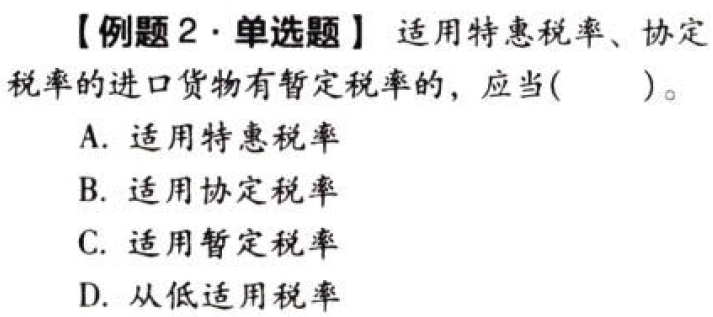 【例题2·单选题】 适用特惠税率、协定
税率的进口货物有暂定税率的，应当(　　)。
A. 适用特惠税率
B. 适用协定税率
C. 适用暂定税率
D. 从低适用税率